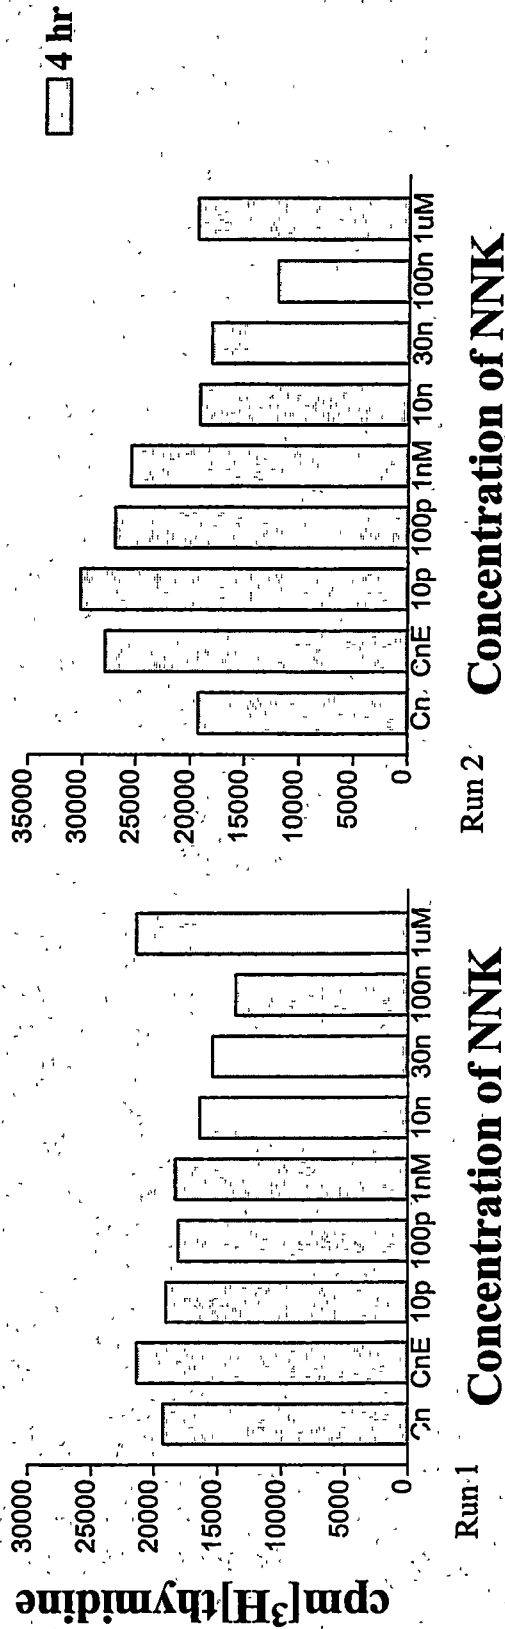 cpm[³H]thymidine
30000
25000
20000
15000
10000
5000
0
Cn CnE 10p 100p 1nM 10n 30n 100n 1uM
Run 1
Concentration of NNK
35000
30000
25000
20000
15000
10000
5000
0
Cn CnE 10p 100p 1nM 10n 30n 100n 1uM
Run 2
Concentration of NNK
4 hr